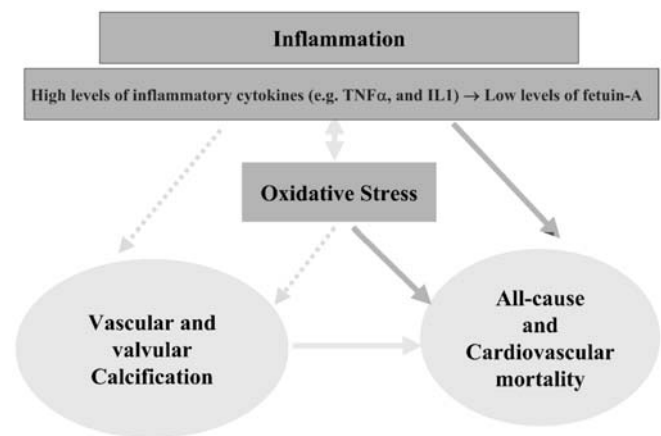 Inflammation
High levels of inflammatory cytokines (e.g. TNFα, and IL1) → Low levels of fetuin-A
Oxidative Stress
Vascular and
valvular
Calcification
All-cause
and
Cardiovascular
mortality